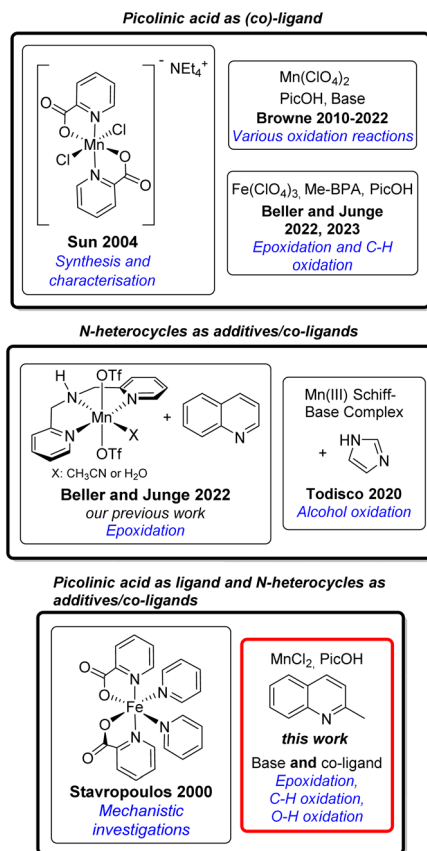 Picolinic acid as (co)-ligand
- NEt4+
O
O
N
Cl
Mn
Cl
O
N
O
Sun 2004
Synthesis and
characterisation
Mn(ClO4)2
PicOH, Base
Browne 2010-2022
Various oxidation reactions
Fe(ClO4)3, Me-BPA, PicOH
Beller and Junge
2022, 2023
Epoxidation and C-H
oxidation
N-heterocycles as additives/co-ligands
H
OTf
N
N
Mn
N
X
OTf
+
N
X: CH3CN or H2O
Beller and Junge 2022
our previous work
Epoxidation
Mn(III) Schiff-
Base Complex
+
HN
N
Todisco 2020
Alcohol oxidation
Picolinic acid as ligand and N-heterocycles as
additives/co-ligands
O
O
N
N
Fe
O
N
N
O
Stavropoulos 2000
Mechanistic
investigations
MnCl2, PicOH
N
this work
Base and co-ligand
Epoxidation,
C-H oxidation,
O-H oxidation